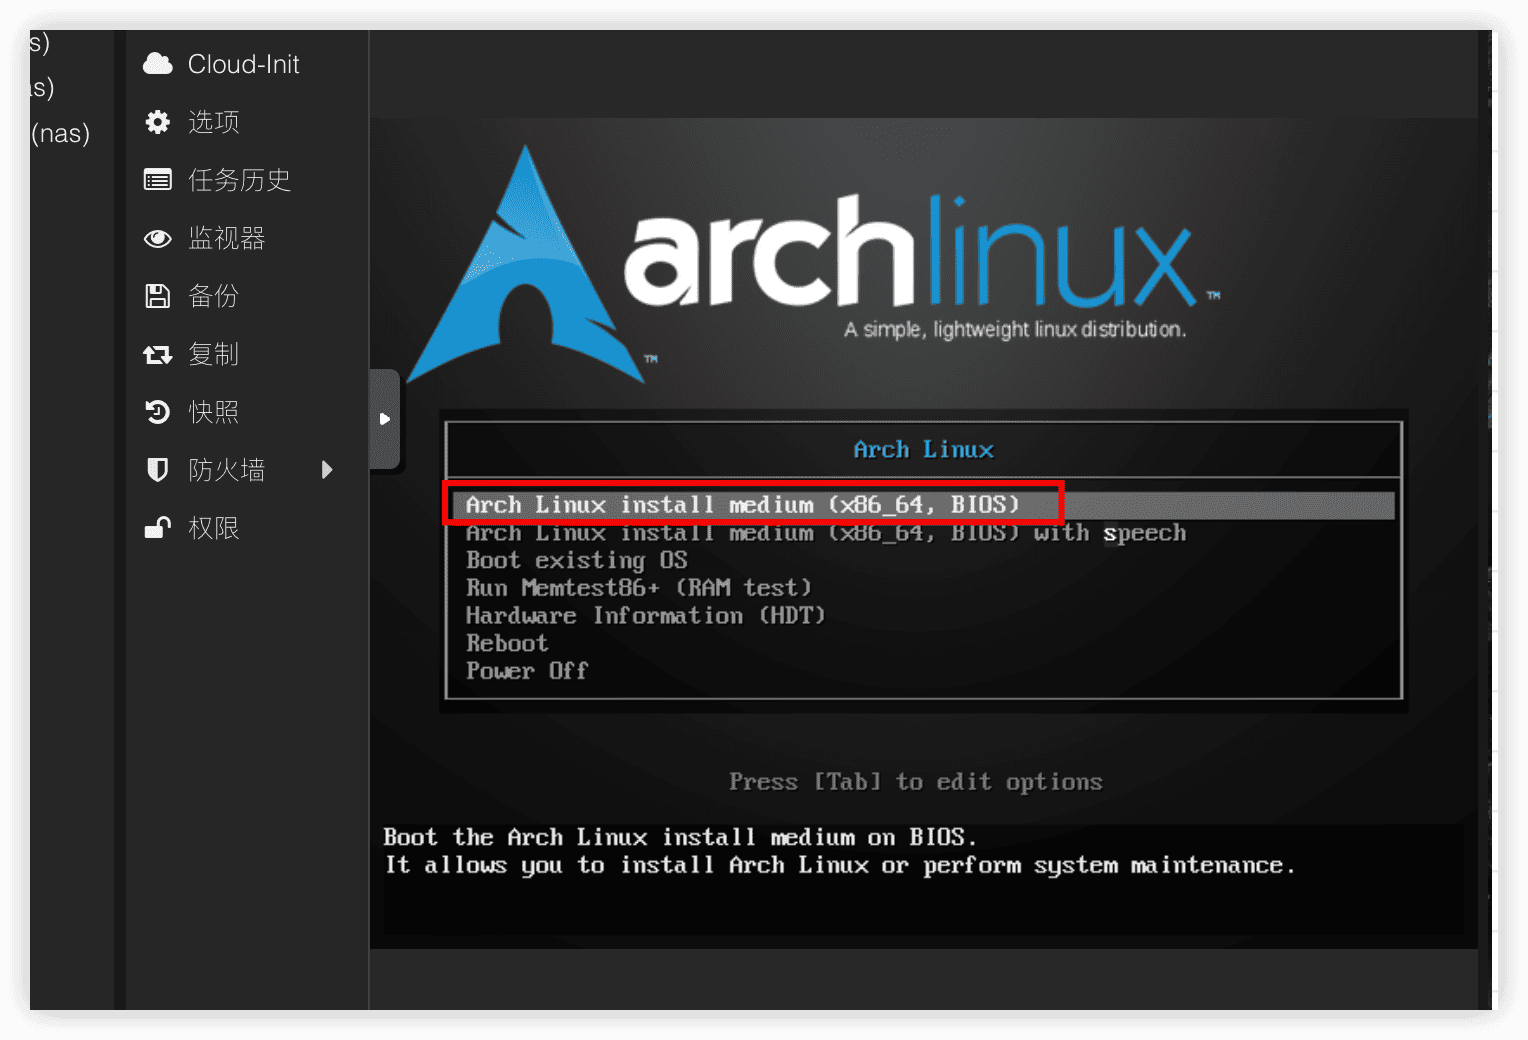 s)
as)
(nas)
Cloud-Init
选项
任务历史
监视器
备份
复制
快照
防火墙
权限
archlinux™
A simple, lightweight linux distribution.
™
Arch Linux
Arch Linux install medium (x86_64, BIOS)
Arch Linux install medium (x86_64, BIOS) with speech
Boot existing OS
Run Memtest86+ (RAM test)
Hardware Information (HDT)
Reboot
Power Off
Press [Tab] to edit options
Boot the Arch Linux install medium on BIOS.
It allows you to install Arch Linux or perform system maintenance.